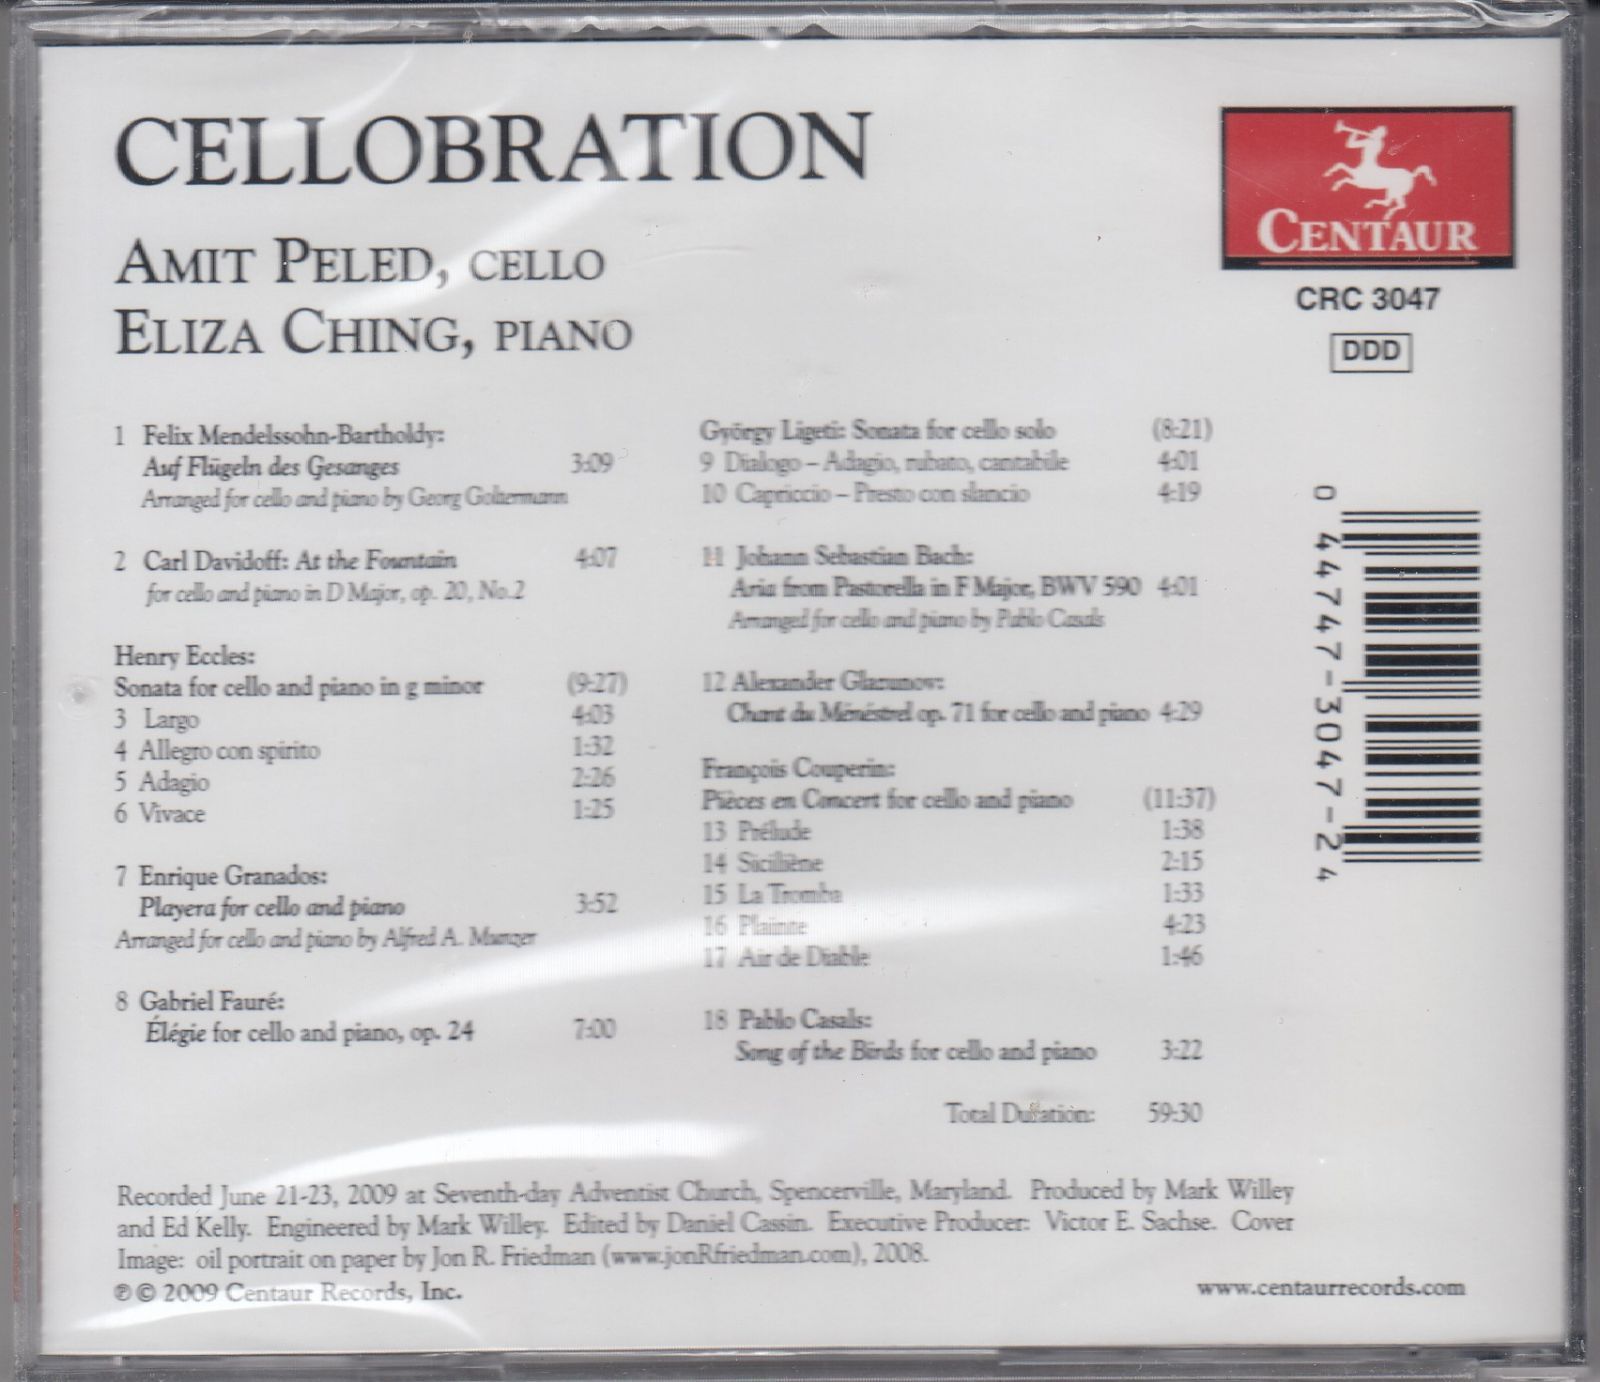 CELLOBRATION
AMIT PELED, CELLO
ELIZA CHING, PIANO
CENTAUR
CRC 3047
DDD
1 Felix Mendelssohn-Bartholdy:
Auf Flügeln des Gesanges 3:09
Arranged for cello and piano by Georg Goltermann
2 Carl Davidoff: At the Fountain 4:07
for cello and piano in D Major, op. 20, No.2
Henry Eccles:
Sonata for cello and piano in g minor (9:27)
3 Largo 4:03
4 Allegro con spirito 1:32
5 Adagio 2:26
6 Vivace 1:25
7 Enrique Granados:
Playera for cello and piano 3:52
Arranged for cello and piano by Alfred A. Munzer
8 Gabriel Fauré:
Élégie for cello and piano, op. 24 7:00
György Ligeti: Sonata for cello solo (8:21)
9 Dialogo – Adagio, rubato, cantabile 4:01
10 Capriccio – Presto con slancio 4:19
11 Johann Sebastian Bach:
Aria from Pastorella in F Major, BWV 590 4:01
Arranged for cello and piano by Pablo Casals
12 Alexander Glazunov:
Chant du Ménéstrel op. 71 for cello and piano 4:29
François Couperin:
Pièces en Concert for cello and piano (11:37)
13 Prélude 1:38
14 Siciliène 2:15
15 La Tromba 1:33
16 Plainte 4:23
17 Air de Diable 1:46
18 Pablo Casals:
Song of the Birds for cello and piano 3:22
Total Duration: 59:30
0 44747-3047-2 4
Recorded June 21-23, 2009 at Seventh-day Adventist Church, Spencerville, Maryland. Produced by Mark Willey
and Ed Kelly. Engineered by Mark Willey. Edited by Daniel Cassin. Executive Producer: Victor E. Sachse. Cover
Image: oil portrait on paper by Jon R. Friedman (www.jonRfriedman.com), 2008.
℗ © 2009 Centaur Records, Inc.
www.centaurrecords.com